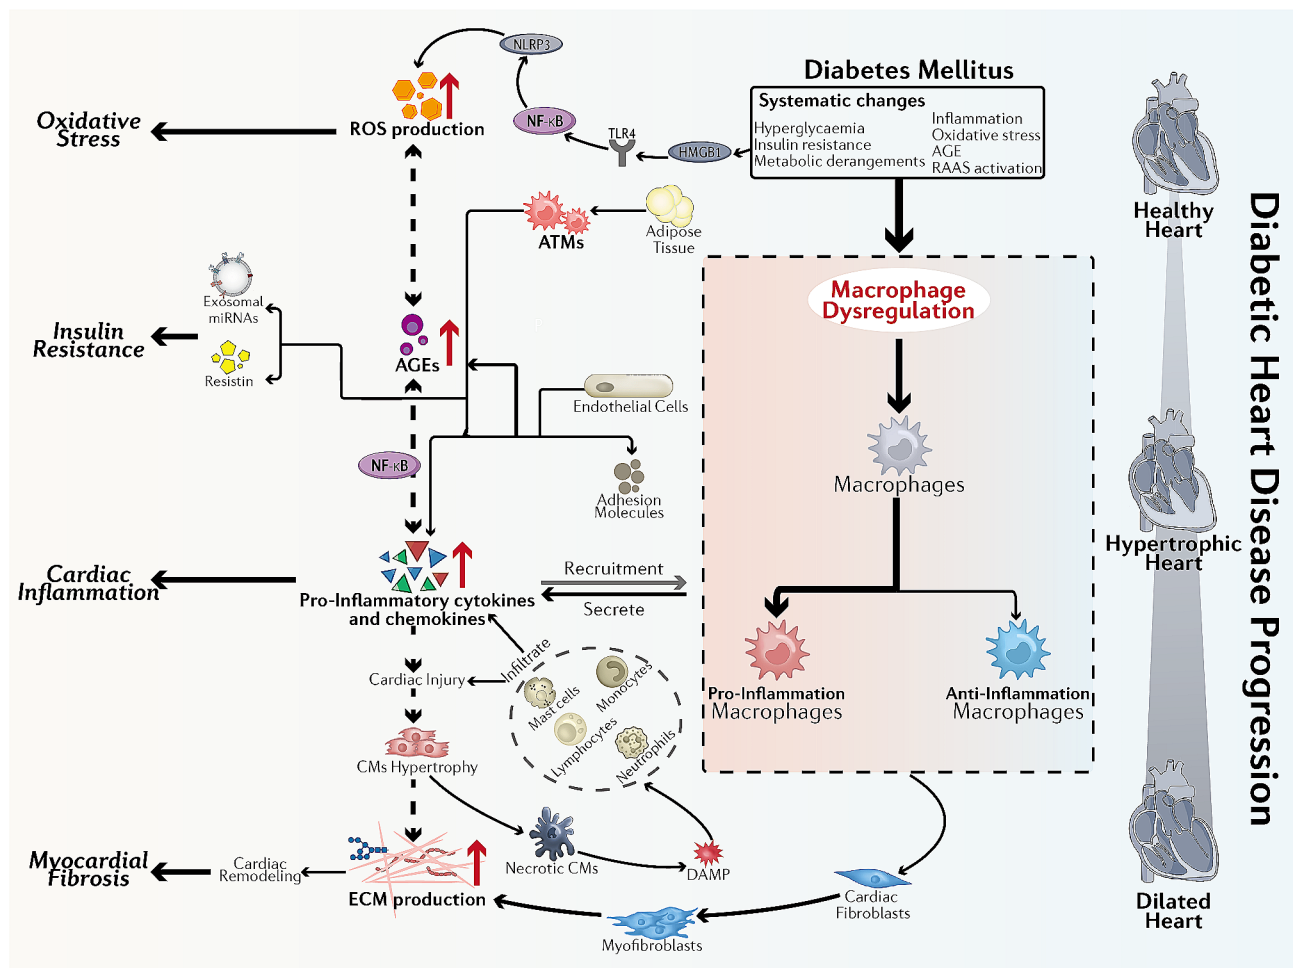 NLRP3
Diabetes Mellitus
Systematic changes
Hyperglycaemia
Insulin resistance
Metabolic derangements
Inflammation
Oxidative stress
AGE
RAAS activation
Oxidative
Stress
ROS production
NF-κB
TLR4
HMGB1
Healthy
Heart
ATMs
Adipose
Tissue
Macrophage
Dysregulation
Exosomal
miRNAs
Insulin
Resistance
Resistin
AGEs
Endothelial Cells
NF-κB
Adhesion
Molecules
Macrophages
Hypertrophic
Heart
Diabetic Heart Disease Progression
Cardiac
Inflammation
Pro-Inflammatory cytokines
and chemokines
Recruitment
Secrete
Infiltrate
Cardiac Injury
Mast cells
Monocytes
Lymphocytes
Neutrophils
Pro-Inflammation
Macrophages
Anti-Inflammation
Macrophages
CMs Hypertrophy
Necrotic CMs
DAMP
Myocardial
Fibrosis
Cardiac
Remodeling
ECM production
Cardiac
Fibroblasts
Myofibroblasts
Dilated
Heart